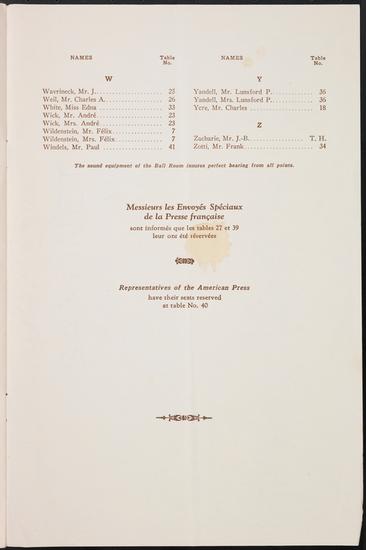 NAMES Table No.
W
Wavrineck, Mr. J. 25
Weil, Mr. Charles A. 26
White, Miss Edna 33
Wick, Mr. André 23
Wick, Mrs. André 23
Wildenstein, Mr. Félix 7
Wildenstein, Mrs. Félix 7
Windels, Mr. Paul 41
NAMES Table No.
Y
Yandell, Mr. Lunsford P. 36
Yandell, Mrs. Lunsford P. 36
Ycre, Mr. Charles 18
Z
Zacharie, Mr. J.-B. T. H.
Zotti, Mr. Frank 34
The sound equipment of the Ball Room insures perfect hearing from all points.
Messieurs les Envoyés Spéciaux
de la Presse française
sont informés que les tables 27 et 39
leur ont été réservées
Representatives of the American Press
have their seats reserved
at table No. 40